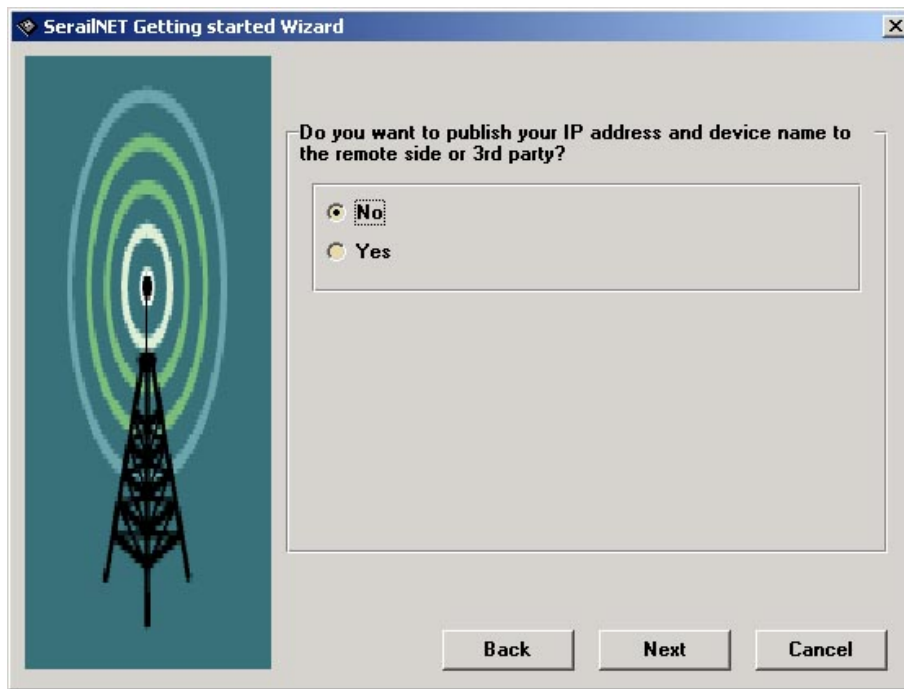 SerailNET Getting started Wizard
Do you want to publish your IP address and device name to
the remote side or 3rd party?
No
Yes
Back
Next
Cancel